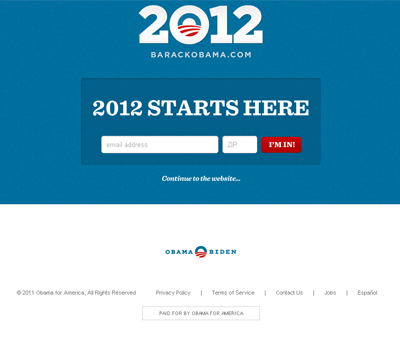 2012
BARACKOBAMA.COM
2012 STARTS HERE
email address ZIP I'M IN!
Continue to the website...
OBAMA BIDEN
© 2011 Obama for America, All Rights Reserved Privacy Policy | Terms of Service | Contact Us | Jobs | Español
PAID FOR BY OBAMA FOR AMERICA